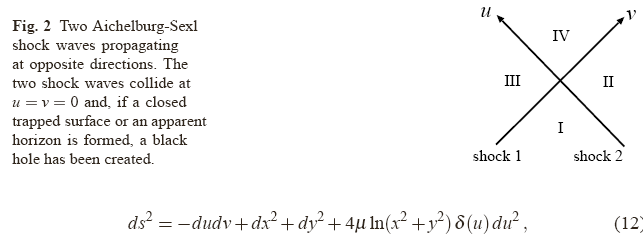 Fig. 2 Two Aichelburg-Sexl
shock waves propagating
at opposite directions. The
two shock waves collide at
u = v = 0 and, if a closed
trapped surface or an apparent
horizon is formed, a black
hole has been created.
u
v
IV
III
II
I
shock 1
shock 2
ds² = −dudv + dx² + dy² + 4μ ln(x² + y²) δ(u) du² , (12)